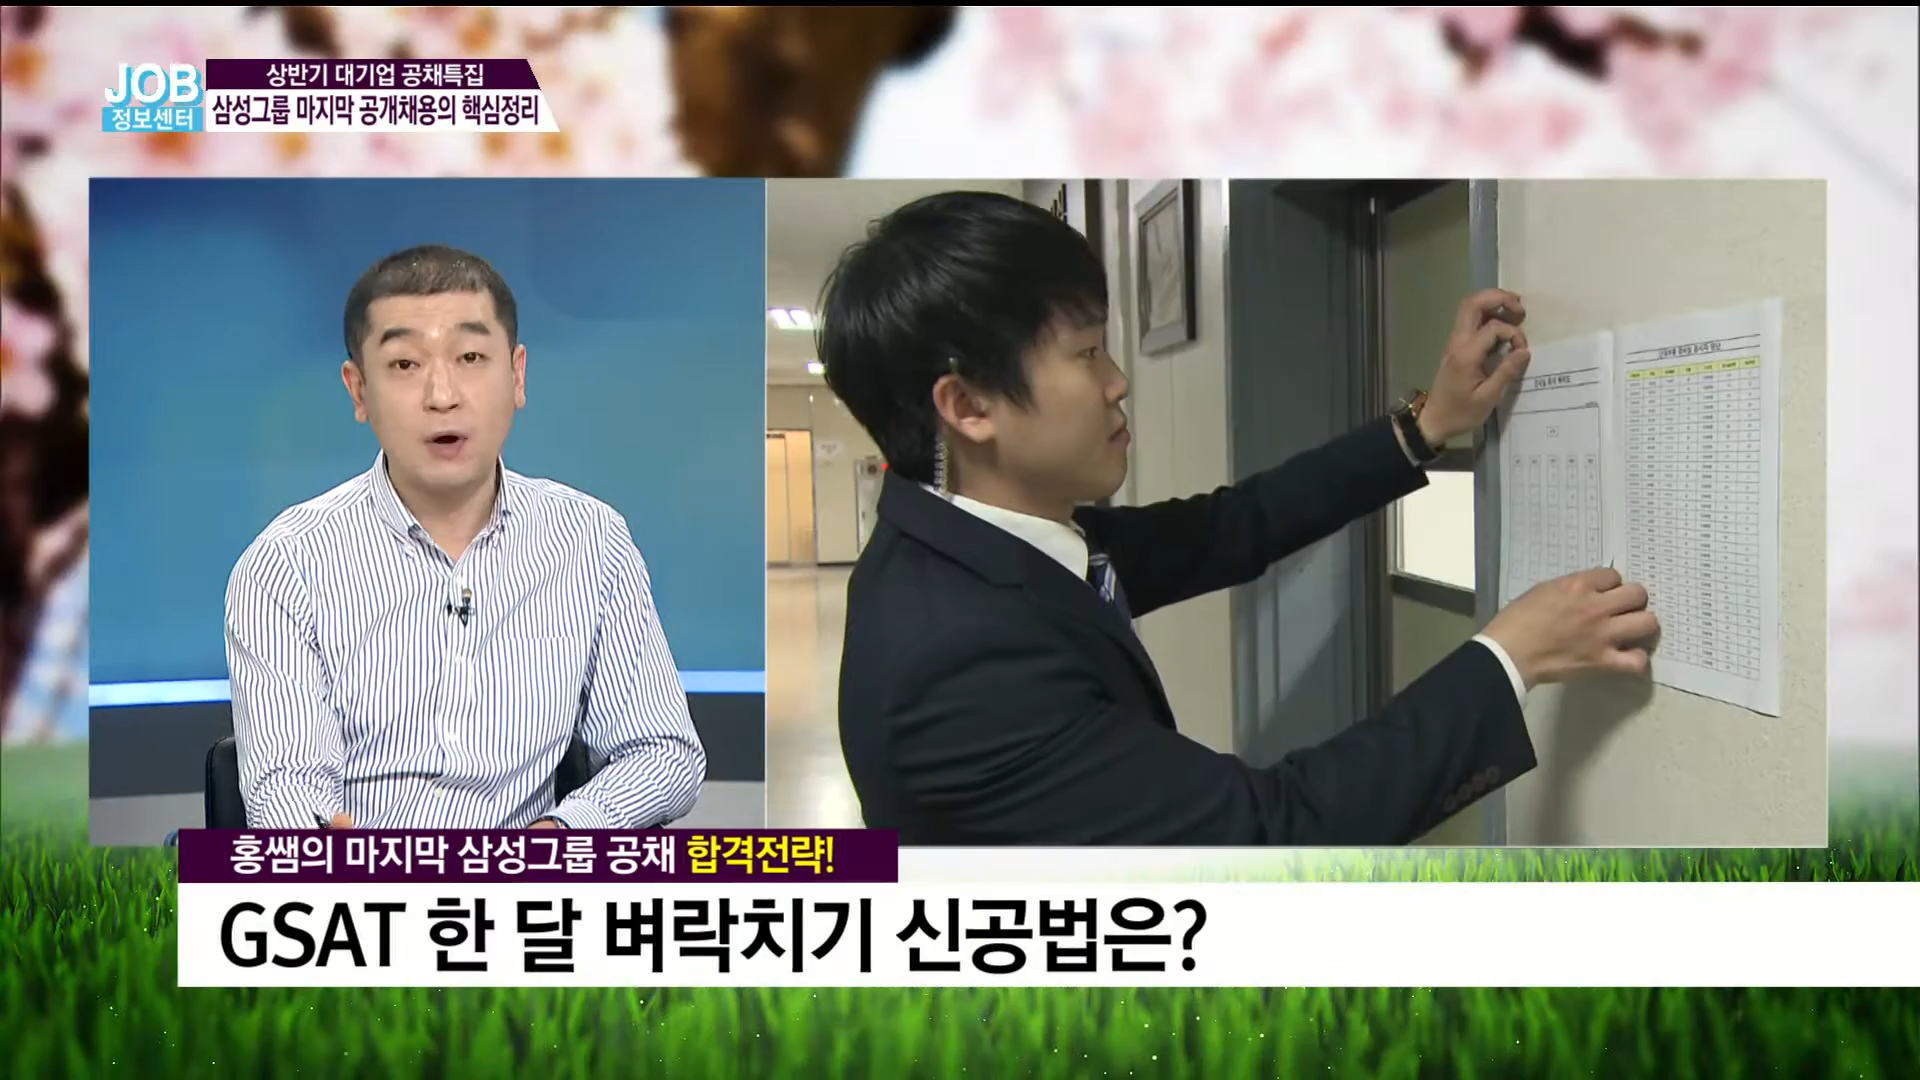 JOB
정보센터
상반기 대기업 공채특집
삼성그룹 마지막 공개채용의 핵심정리
홍쌤의 마지막 삼성그룹 공채 합격전략!
GSAT 한 달 벼락치기 신공법은?